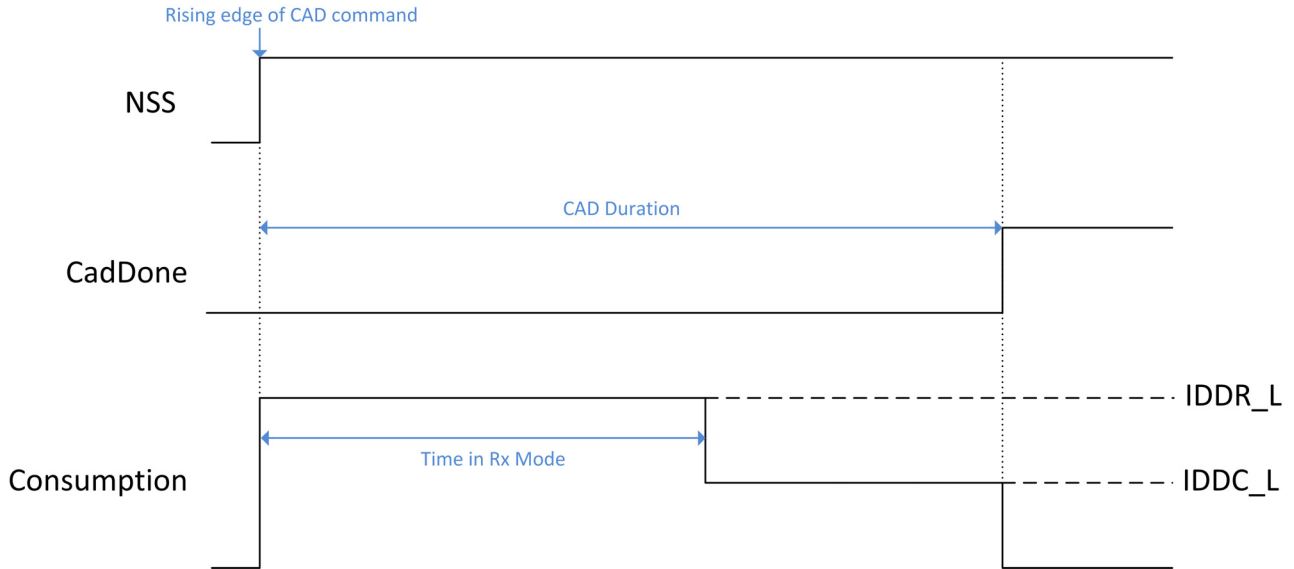 Rising edge of CAD command
NSS
CAD Duration
CadDone
IDDR_L
Time in Rx Mode
Consumption
IDDC_L